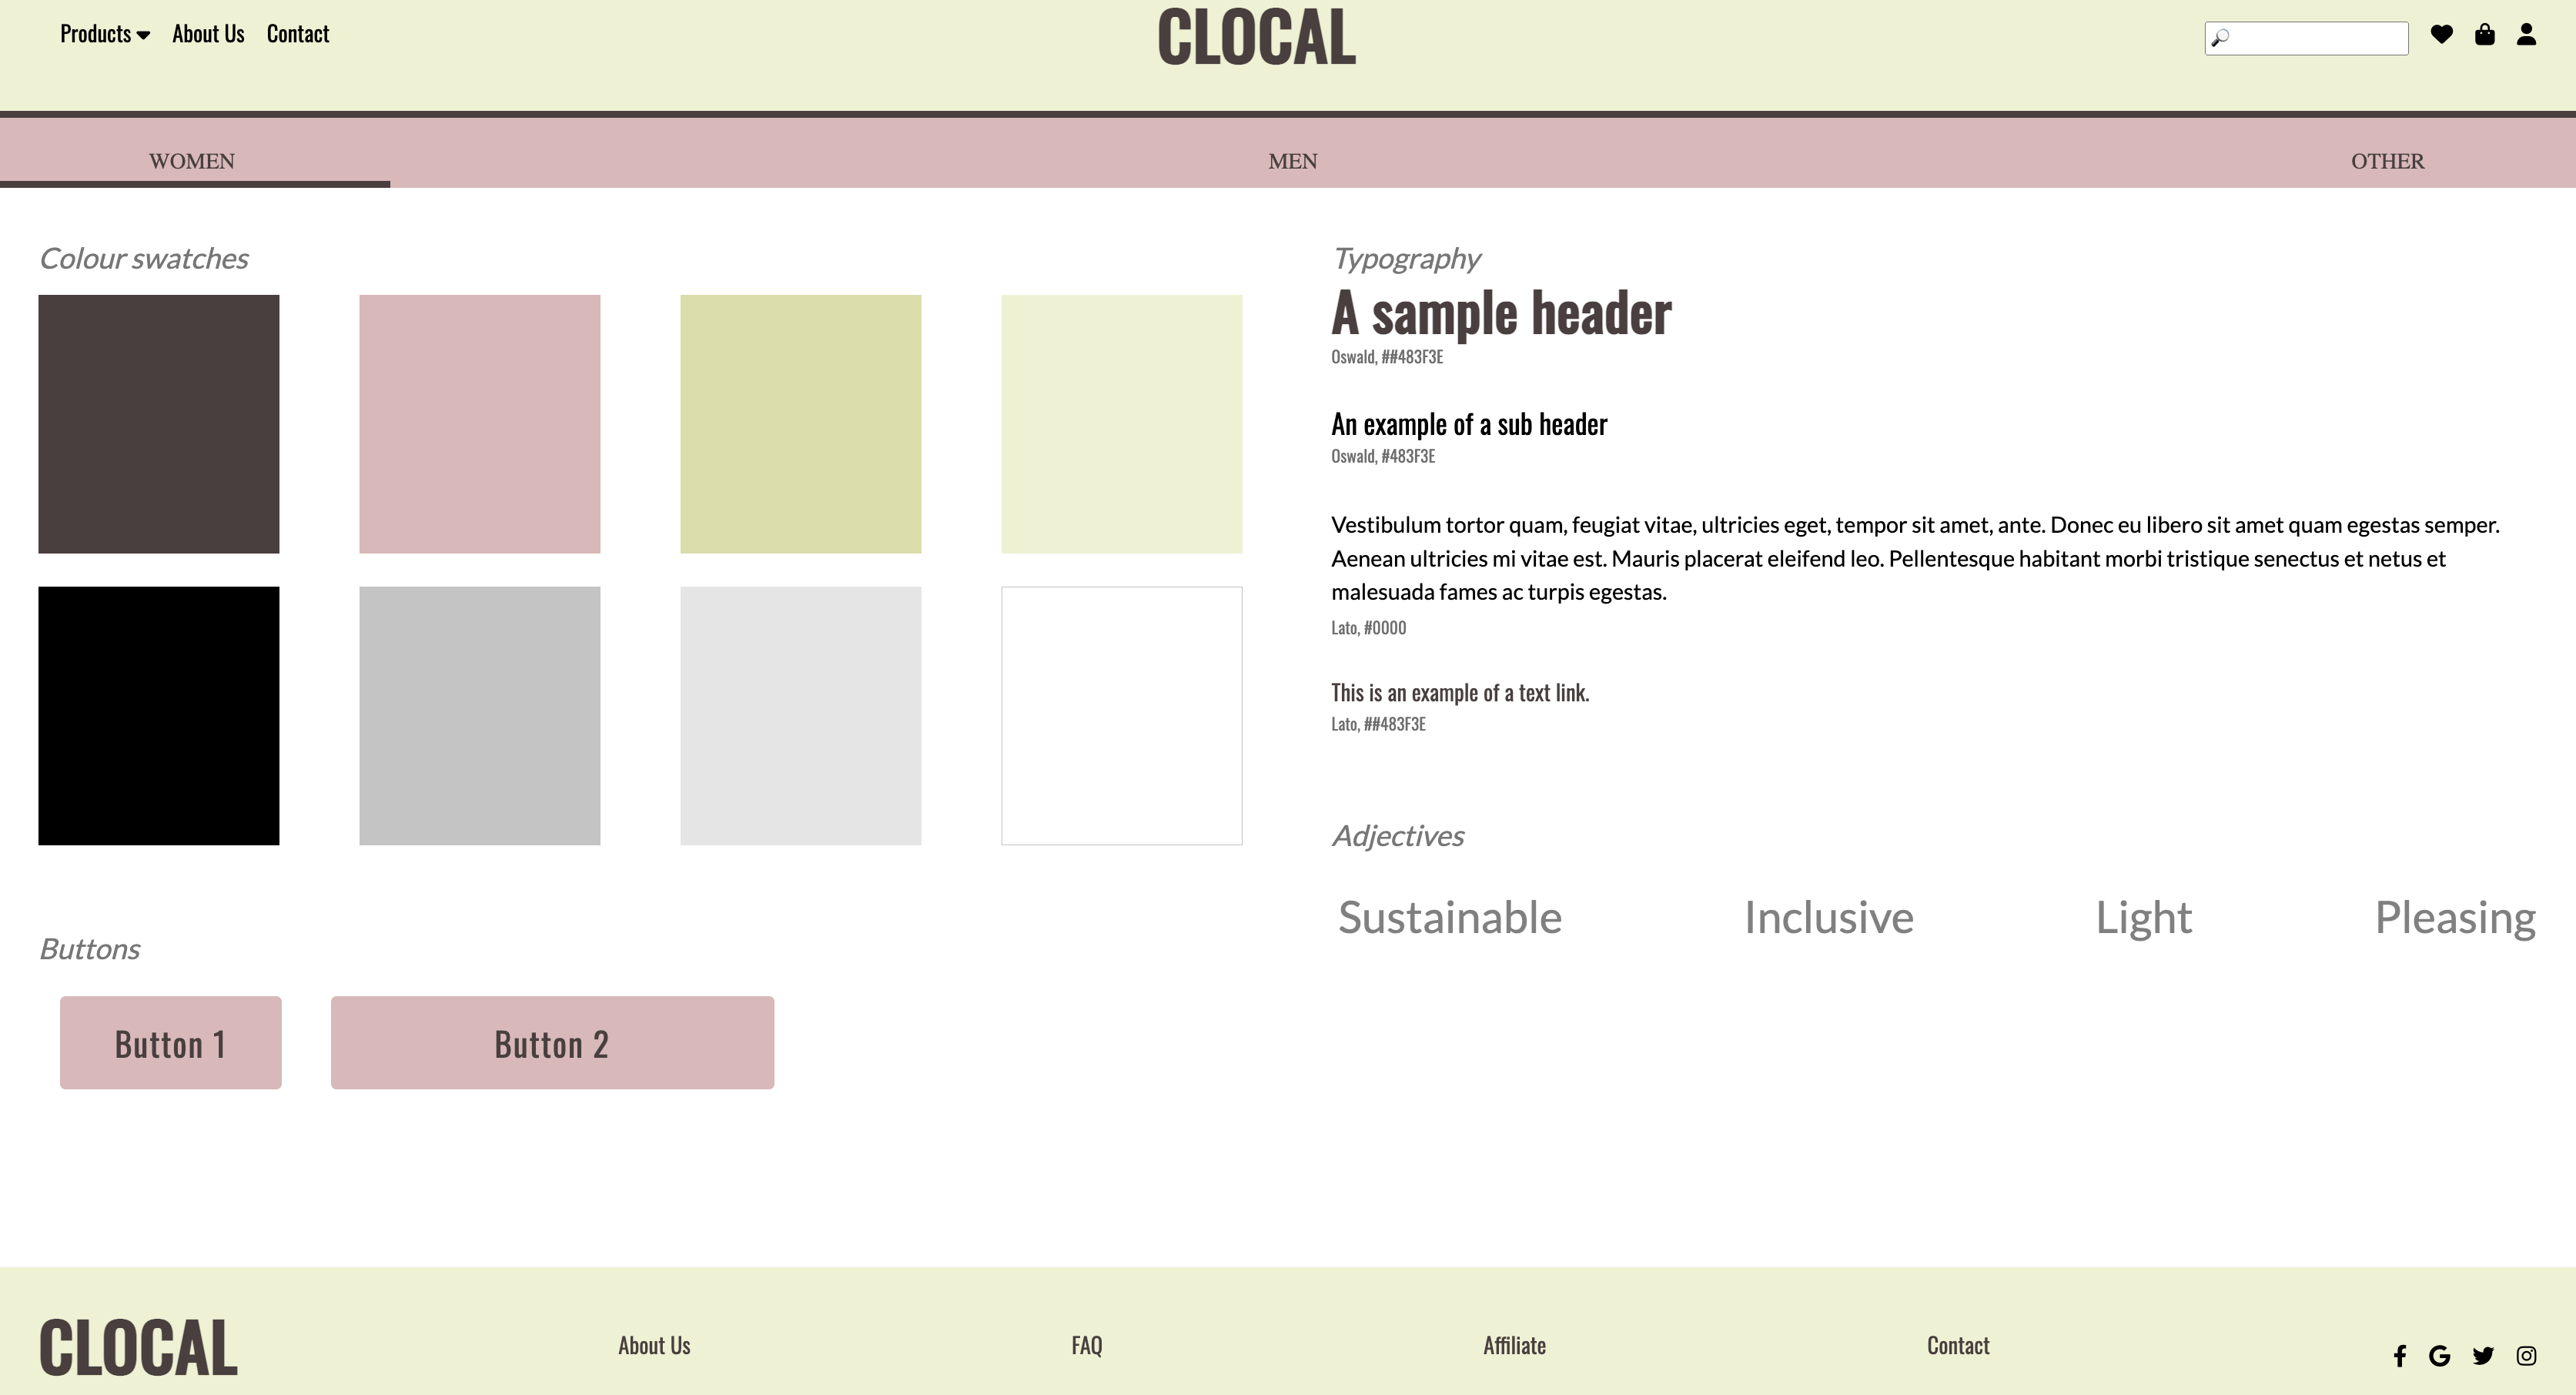 Products About Us Contact
CLOCAL
WOMEN
MEN
OTHER
Colour swatches
Typography
A sample header
Oswald, ##483F3E
An example of a sub header
Oswald, #483F3E
Vestibulum tortor quam, feugiat vitae, ultricies eget, tempor sit amet, ante. Donec eu libero sit amet quam egestas semper.
Aenean ultricies mi vitae est. Mauris placerat eleifend leo. Pellentesque habitant morbi tristique senectus et netus et
malesuada fames ac turpis egestas.
Lato, #0000
This is an example of a text link.
Lato, ##483F3E
Adjectives
Sustainable Inclusive Light Pleasing
Buttons
Button 1
Button 2
CLOCAL
About Us
FAQ
Affiliate
Contact